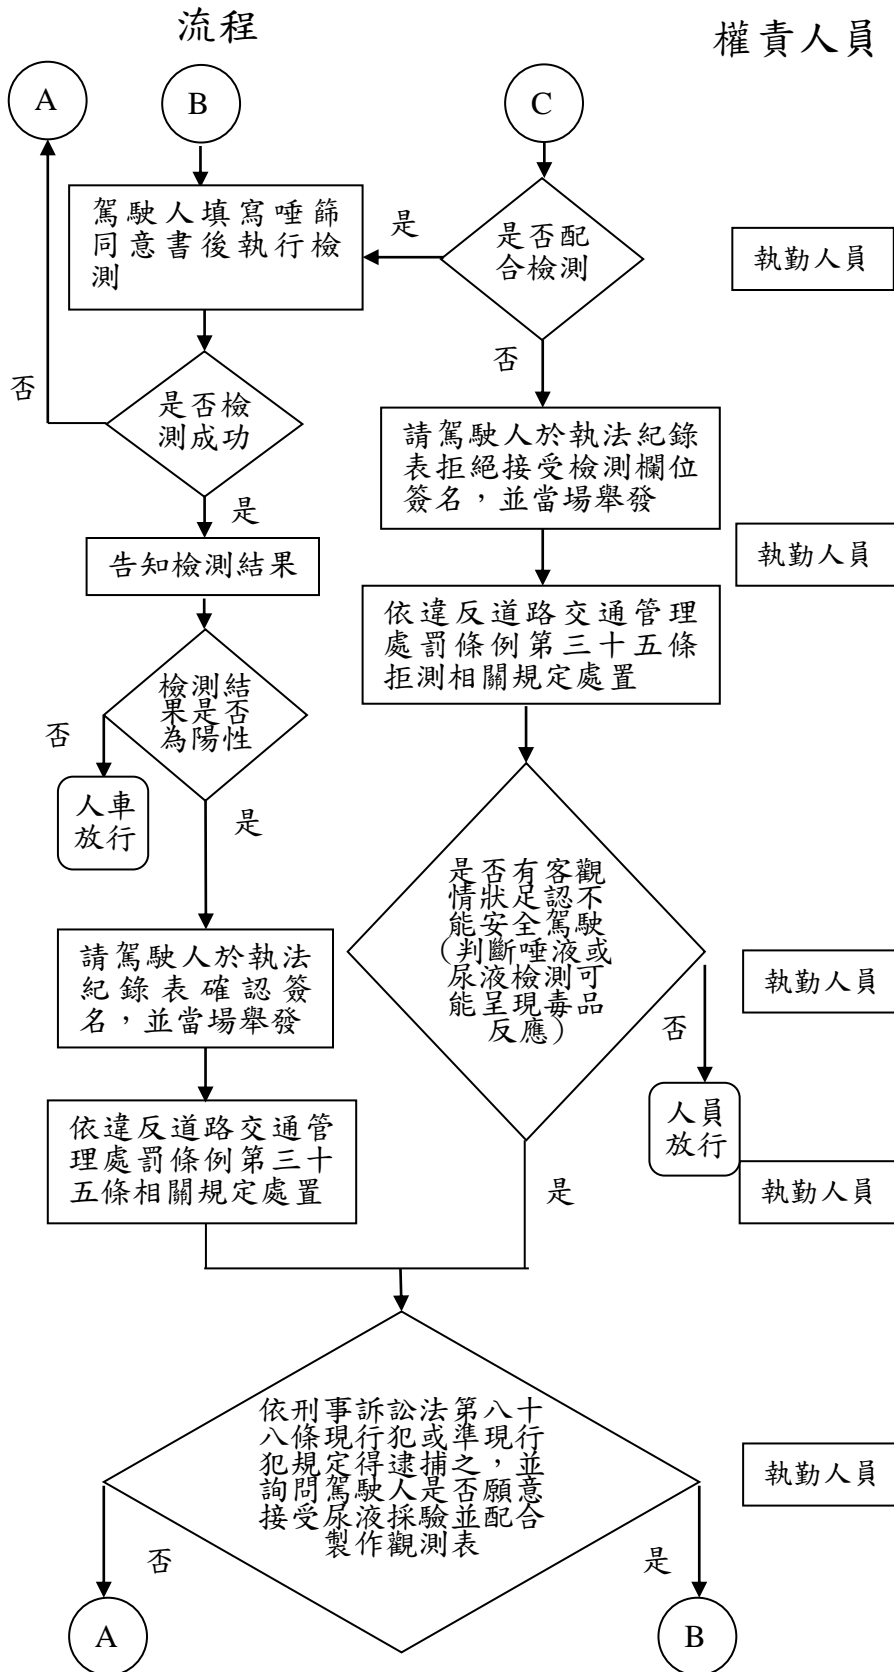 流程
權責人員
A
B
C
駕駛人填寫唾篩
同意書後執行檢
測
是
是否配
合檢測
執勤人員
否
是否檢
測成功
否
請駕駛人於執法紀錄
表拒絕接受檢測欄位
簽名，並當場舉發
是
告知檢測結果
執勤人員
依違反道路交通管理
處罰條例第三十五條
拒測相關規定處置
檢測結
果是否
為陽性
否
人車
放行
是
是否有客觀
情狀足認不
能安全駕駛
（判斷唾液或
尿液檢測可
能呈現毒品
反應）
請駕駛人於執法
紀錄表確認簽
名，並當場舉發
執勤人員
否
人員
放行
依違反道路交通管
理處罰條例第三十
五條相關規定處置
是
執勤人員
依刑事訴訟法第八十
八條現行犯或準現行
犯規定得逮捕之，並
詢問駕駛人是否願意
接受尿液採驗並配合
製作觀測表
執勤人員
否
是
A
B